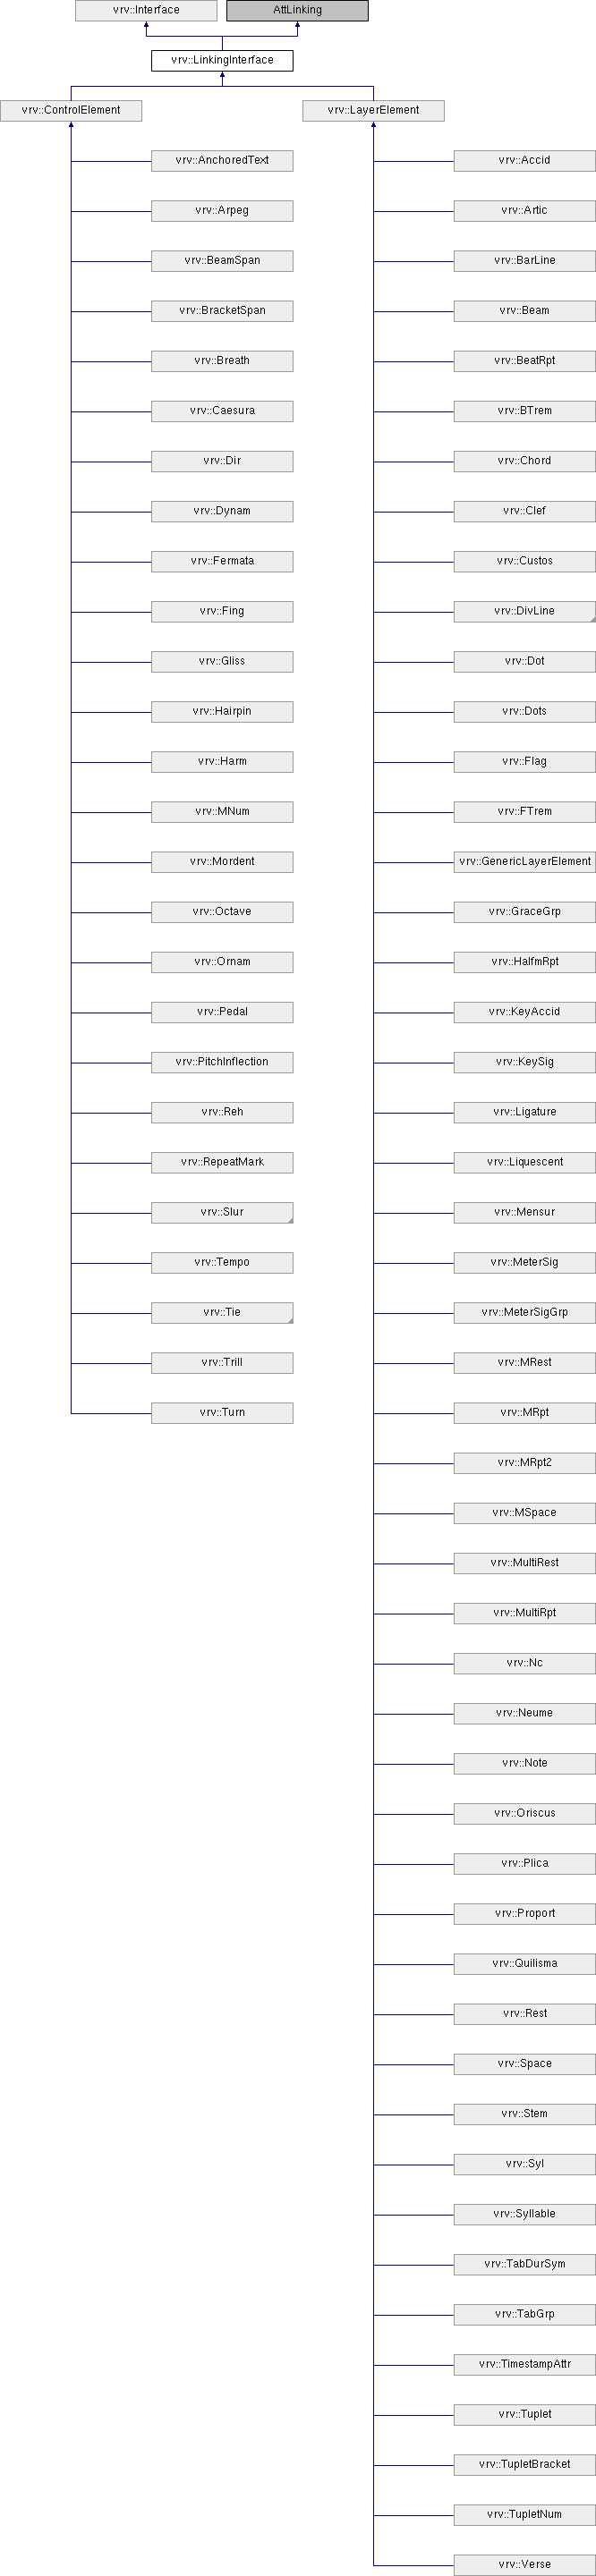 vrv::Interface
AttLinking
vrv::LinkingInterface
vrv::ControlElement
vrv::LayerElement
vrv::AnchoredText
vrv::Accid
vrv::Arpeg
vrv::Artic
vrv::BeamSpan
vrv::BarLine
vrv::BracketSpan
vrv::Beam
vrv::Breath
vrv::BeatRpt
vrv::Caesura
vrv::BTrem
vrv::Dir
vrv::Chord
vrv::Dynam
vrv::Clef
vrv::Fermata
vrv::Custos
vrv::Fing
vrv::DivLine
vrv::Gliss
vrv::Dot
vrv::Hairpin
vrv::Dots
vrv::Harm
vrv::Flag
vrv::MNum
vrv::FTrem
vrv::Mordent
vrv::GenericLayerElement
vrv::Octave
vrv::GraceGrp
vrv::Ornam
vrv::HalfmRpt
vrv::Pedal
vrv::KeyAccid
vrv::PitchInflection
vrv::KeySig
vrv::Reh
vrv::Ligature
vrv::RepeatMark
vrv::Liquescent
vrv::Slur
vrv::Mensur
vrv::Tempo
vrv::MeterSig
vrv::Tie
vrv::MeterSigGrp
vrv::Trill
vrv::MRest
vrv::Turn
vrv::MRpt
vrv::MRpt2
vrv::MSpace
vrv::MultiRest
vrv::MultiRpt
vrv::Nc
vrv::Neume
vrv::Note
vrv::Oriscus
vrv::Plica
vrv::Proport
vrv::Quilisma
vrv::Rest
vrv::Space
vrv::Stem
vrv::Syl
vrv::Syllable
vrv::TabDurSym
vrv::TabGrp
vrv::TimestampAttr
vrv::Tuplet
vrv::TupletBracket
vrv::TupletNum
vrv::Verse